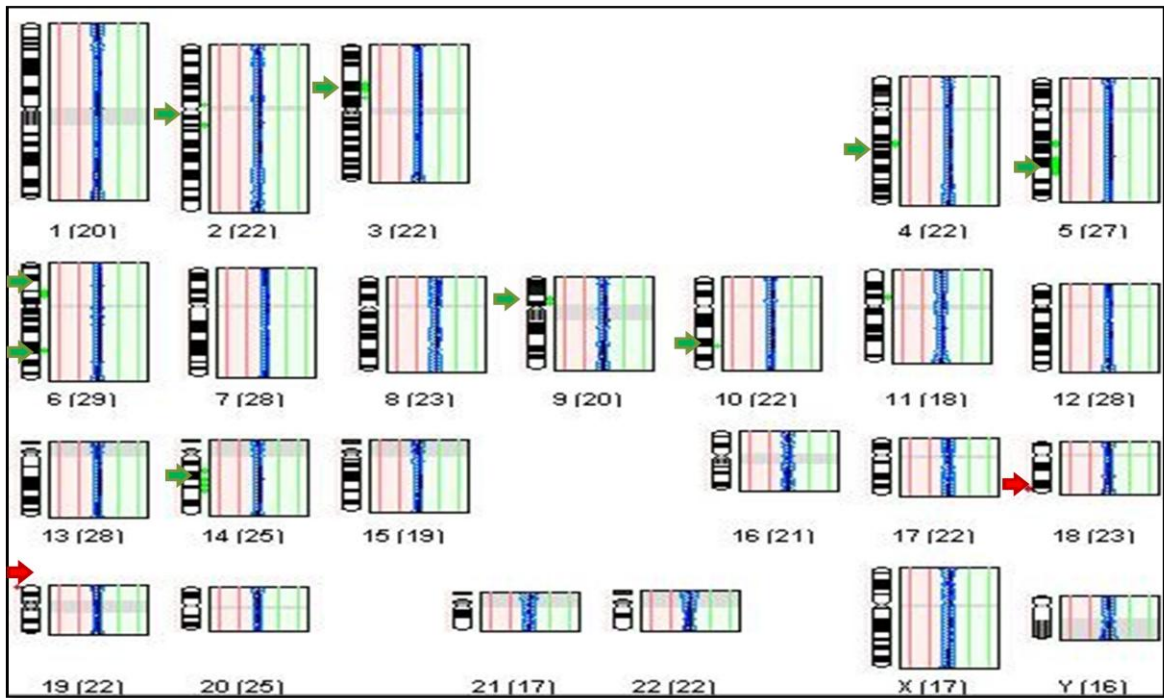 1 (20) 2 (22) 3 (22) 4 (22) 5 (27)
6 (29) 7 (28) 8 (23) 9 (20) 10 (22) 11 (18) 12 (28)
13 (28) 14 (25) 15 (19) 16 (21) 17 (22) 18 (23)
19 (22) 20 (25) 21 (17) 22 (22) X (17) Y (16)